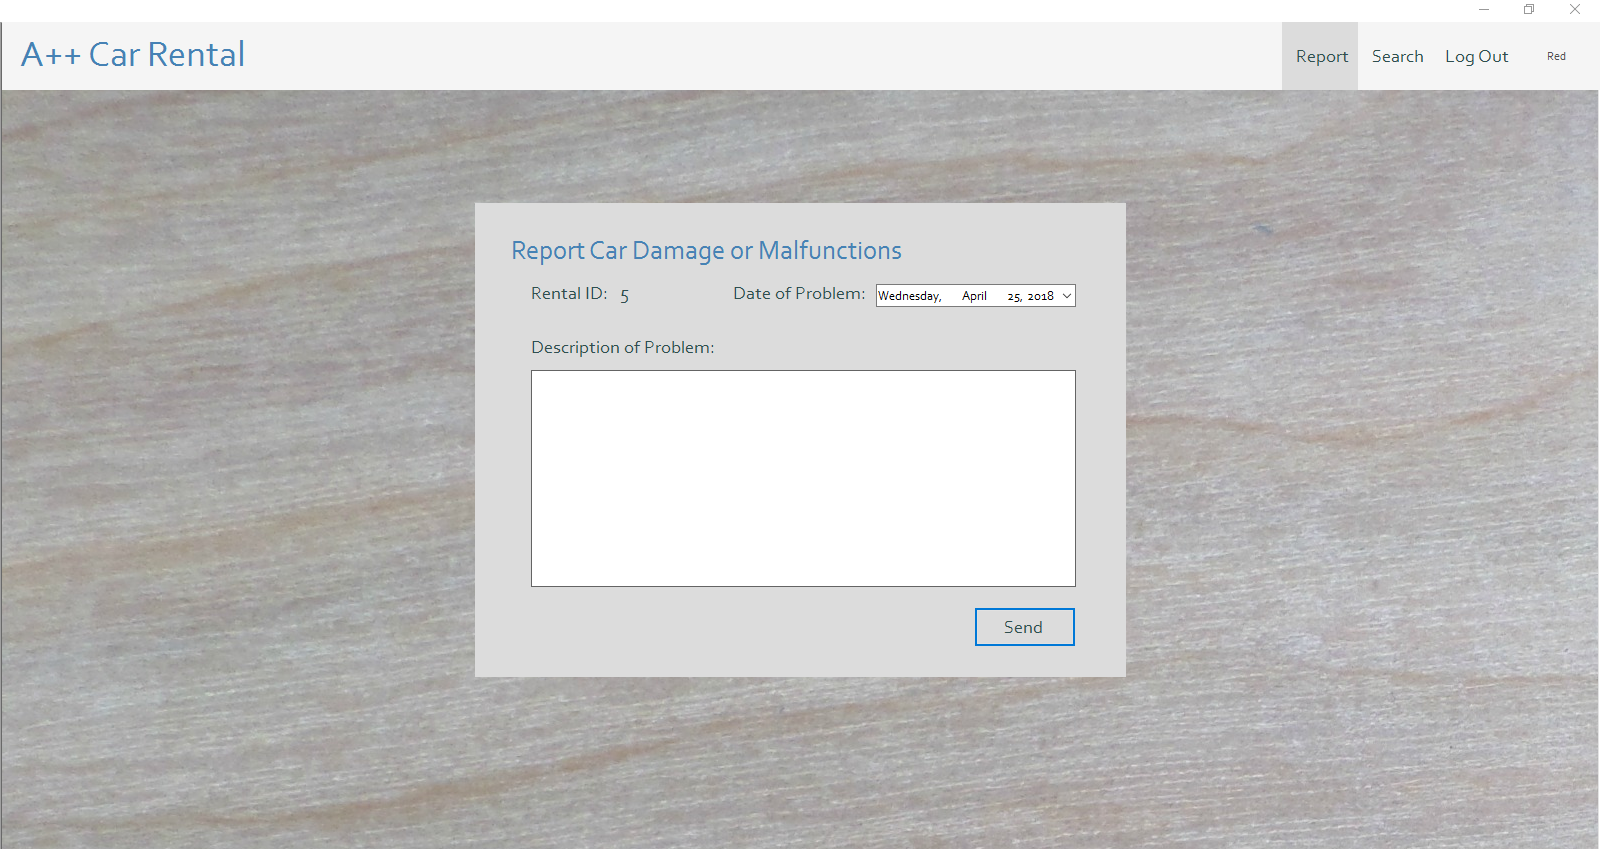 A++ Car Rental
Report Search Log Out Red
Report Car Damage or Malfunctions
Rental ID: 5 Date of Problem: Wednesday, April 25, 2018
Description of Problem:
Send